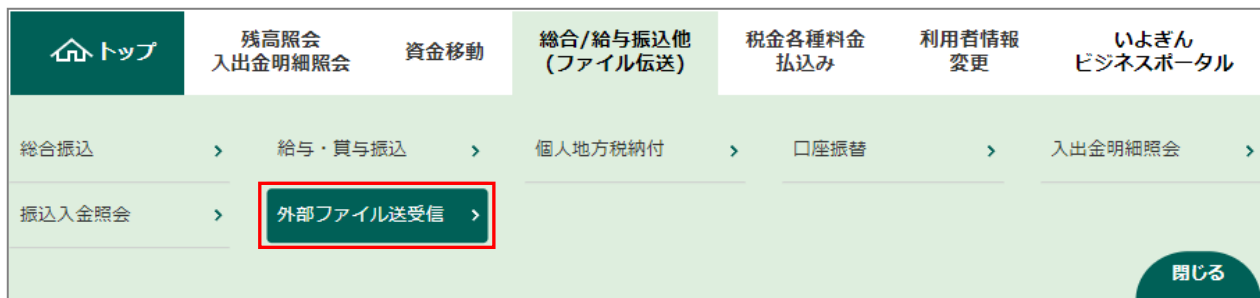 トップ
残高照会
入出金明細照会
資金移動
総合/給与振込他
(ファイル伝送)
税金各種料金
払込み
利用者情報
変更
いよぎん
ビジネスポータル
総合振込
給与・賞与振込
個人地方税納付
口座振替
入出金明細照会
振込入金照会
外部ファイル送受信
閉じる